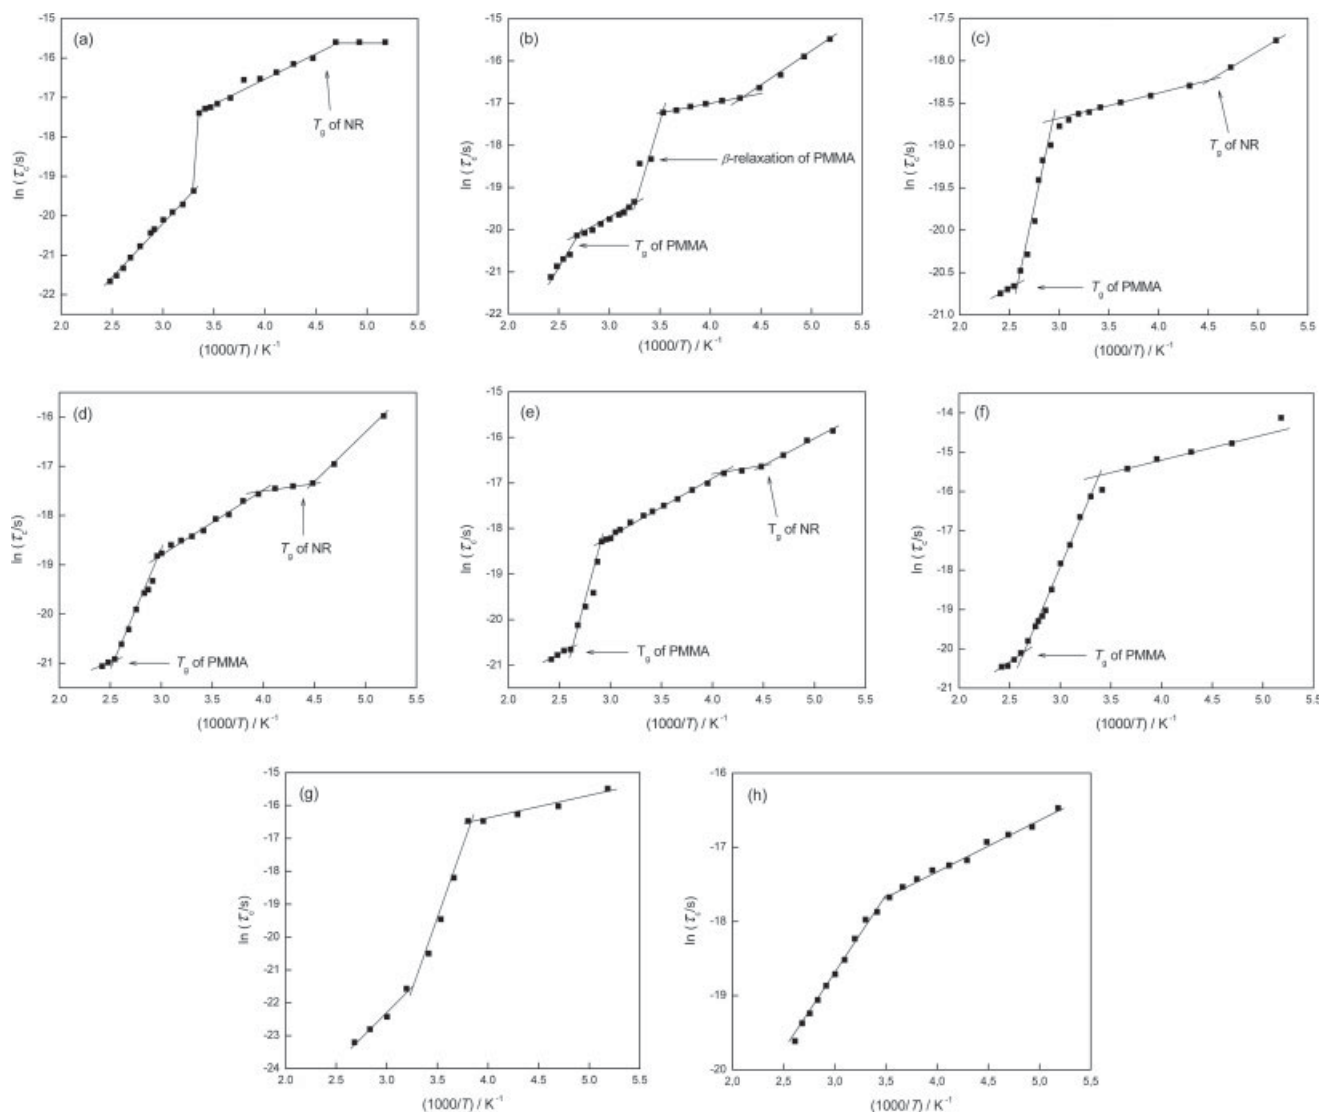 (a)
-15
-16
-17
-18
-19
-20
-21
-22
ln (τc/s)
Tg of NR
2.0 2.5 3.0 3.5 4.0 4.5 5.0 5.5
(1000/T) / K⁻¹
(b)
-15
-16
-17
-18
-19
-20
-21
-22
ln (τc/s)
β-relaxation of PMMA
Tg of PMMA
2.0 2.5 3.0 3.5 4.0 4.5 5.0 5.5
(1000/T) / K⁻¹
(c)
-17.5
-18.0
-18.5
-19.0
-19.5
-20.0
-20.5
-21.0
ln (τc/s)
Tg of NR
Tg of PMMA
2.0 2.5 3.0 3.5 4.0 4.5 5.0 5.5
(1000/T) / K⁻¹
(d)
-16
-17
-18
-19
-20
-21
ln (τc/s)
Tg of NR
Tg of PMMA
2.0 2.5 3.0 3.5 4.0 4.5 5.0 5.5
(1000/T) / K⁻¹
(e)
-15
-16
-17
-18
-19
-20
-21
ln (τc/s)
Tg of NR
Tg of PMMA
2.0 2.5 3.0 3.5 4.0 4.5 5.0 5.5
(1000/T) / K⁻¹
(f)
-14
-15
-16
-17
-18
-19
-20
-21
ln (τc/s)
Tg of PMMA
2.0 2.5 3.0 3,5 4.0 4.5 5.0 5.5
(1000/T) / K⁻¹
(g)
-15
-16
-17
-18
-19
-20
-21
-22
-23
-24
ln (τc/s)
2.0 2.5 3.0 3.5 4.0 4.5 5.0 5.5
(1000/T) / K⁻¹
(h)
-16
-17
-18
-19
-20
ln (τc/s)
2,0 2,5 3,0 3,5 4,0 4,5 5,0 5,5
(1000/T) / K⁻¹